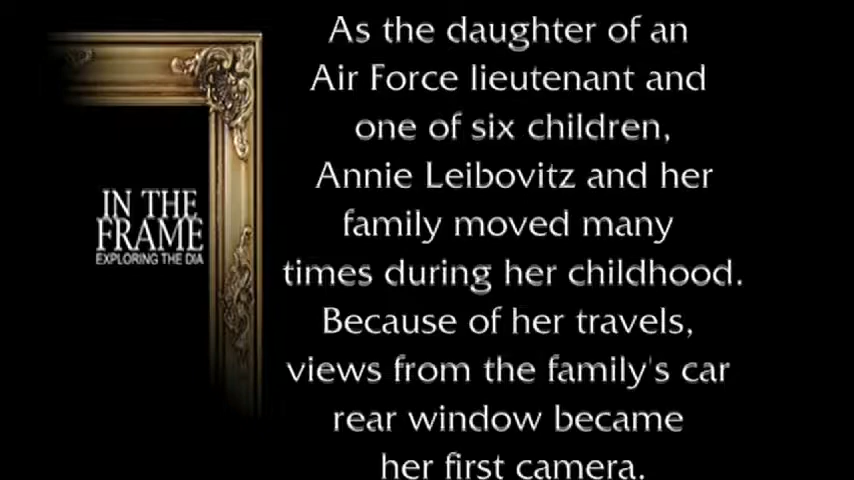 IN THE
FRAME
EXPLORING THE DIA
As the daughter of an
Air Force lieutenant and
one of six children,
Annie Leibovitz and her
family moved many
times during her childhood.
Because of her travels,
views from the family's car
rear window became
her first camera.